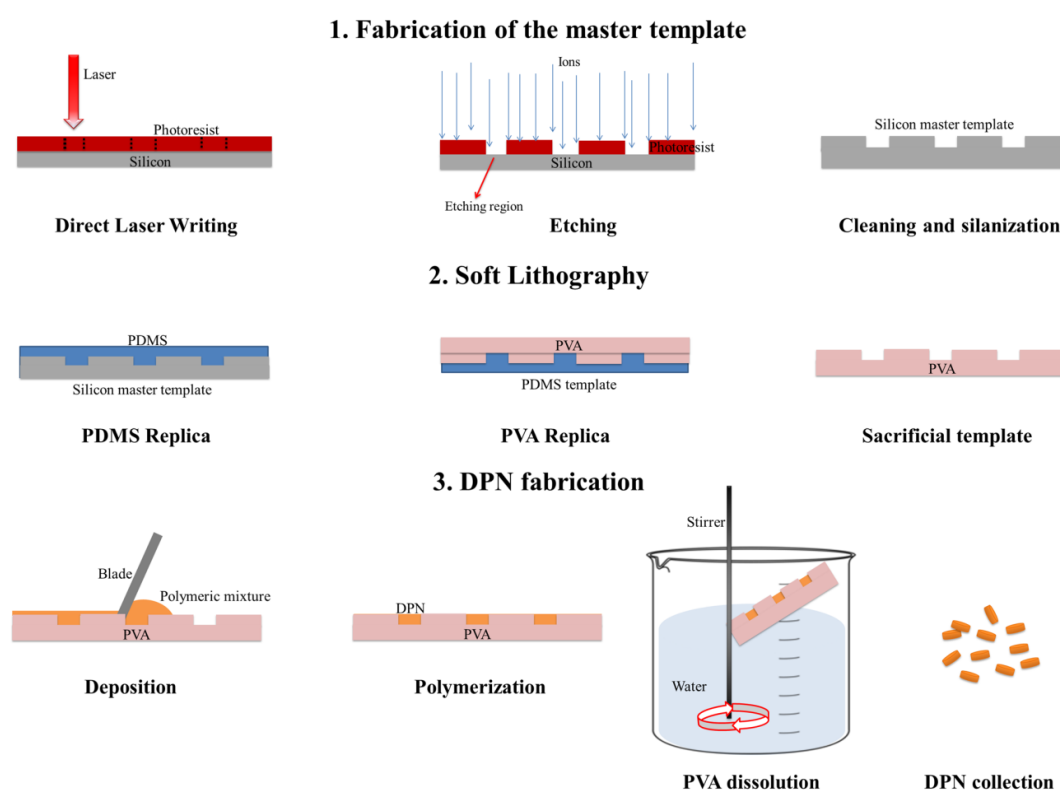 1. Fabrication of the master template
Laser
Photoresist
Silicon
Direct Laser Writing
Ions
Photoresist
Silicon
Etching region
Etching
Silicon master template
Cleaning and silanization
2. Soft Lithography
PDMS
Silicon master template
PDMS Replica
PVA
PDMS template
PVA Replica
PVA
Sacrificial template
3. DPN fabrication
Blade
Polymeric mixture
PVA
Deposition
DPN
PVA
Polymerization
Stirrer
Water
PVA dissolution
DPN collection